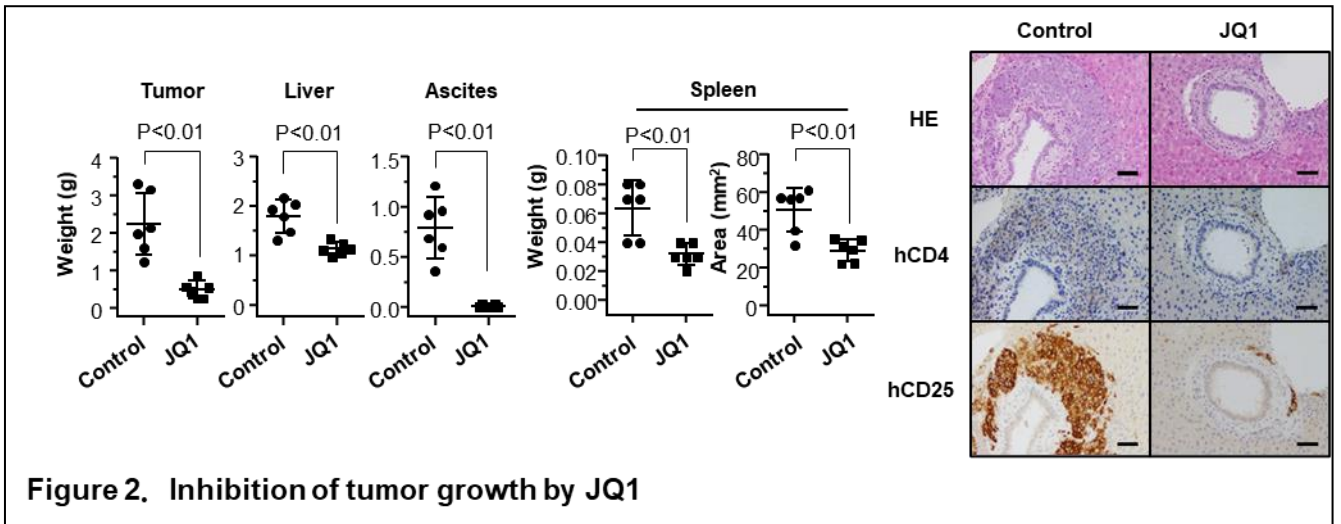 Control JQ1
Tumor Liver Ascites Spleen
P<0.01 P<0.01 P<0.01 P<0.01 P<0.01
HE
Weight (g)
4
3
2
1
0
Control JQ1
3
2
1
0
Control JQ1
1.5
1.0
0.5
0.0
Control JQ1
Weight (g)
0.10
0.08
0.06
0.04
0.02
0.00
Control JQ1
Area (mm²)
80
60
40
20
0
Control JQ1
hCD4
hCD25
Figure 2. Inhibition of tumor growth by JQ1